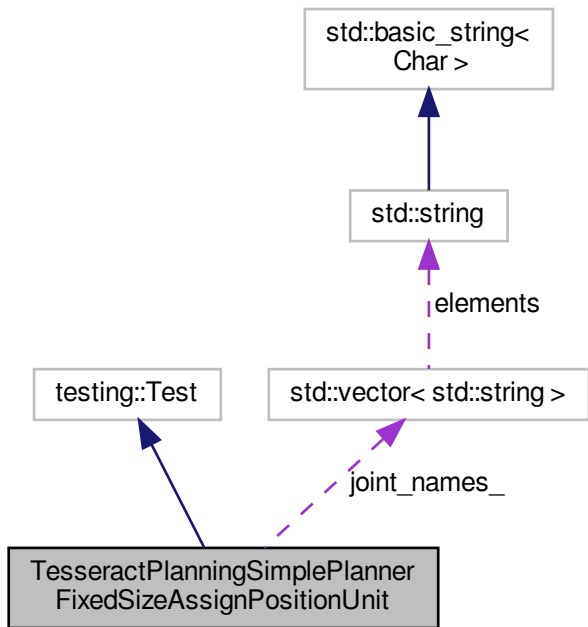 std::basic_string<
Char >
std::string
elements
testing::Test
std::vector< std::string >
joint_names_
TesseractPlanningSimplePlanner
FixedSizeAssignPositionUnit